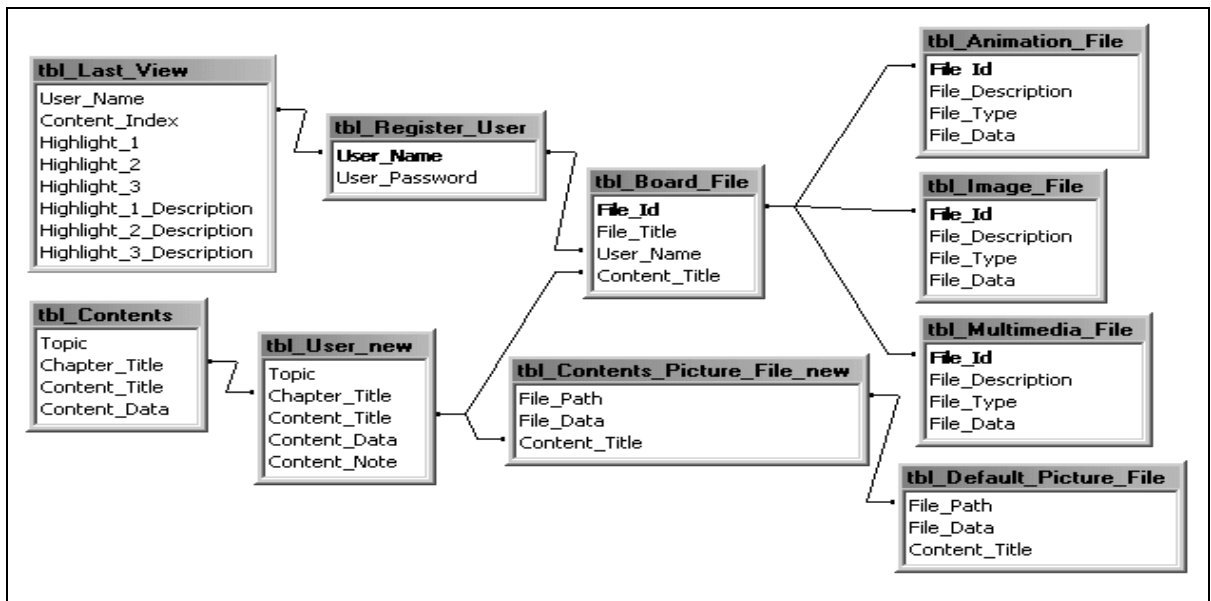 tbl_Last_View
User_Name
Content_Index
Highlight_1
Highlight_2
Highlight_3
Highlight_1_Description
Highlight_2_Description
Highlight_3_Description
tbl_Register_User
User_Name
User_Password
tbl_Board_File
File_Id
File_Title
User_Name
Content_Title
tbl_Animation_File
File_Id
File_Description
File_Type
File_Data
tbl_Image_File
File_Id
File_Description
File_Type
File_Data
tbl_Multimedia_File
File_Id
File_Description
File_Type
File_Data
tbl_Contents
Topic
Chapter_Title
Content_Title
Content_Data
tbl_User_new
Topic
Chapter_Title
Content_Title
Content_Data
Content_Note
tbl_Contents_Picture_File_new
File_Path
File_Data
Content_Title
tbl_Default_Picture_File
File_Path
File_Data
Content_Title